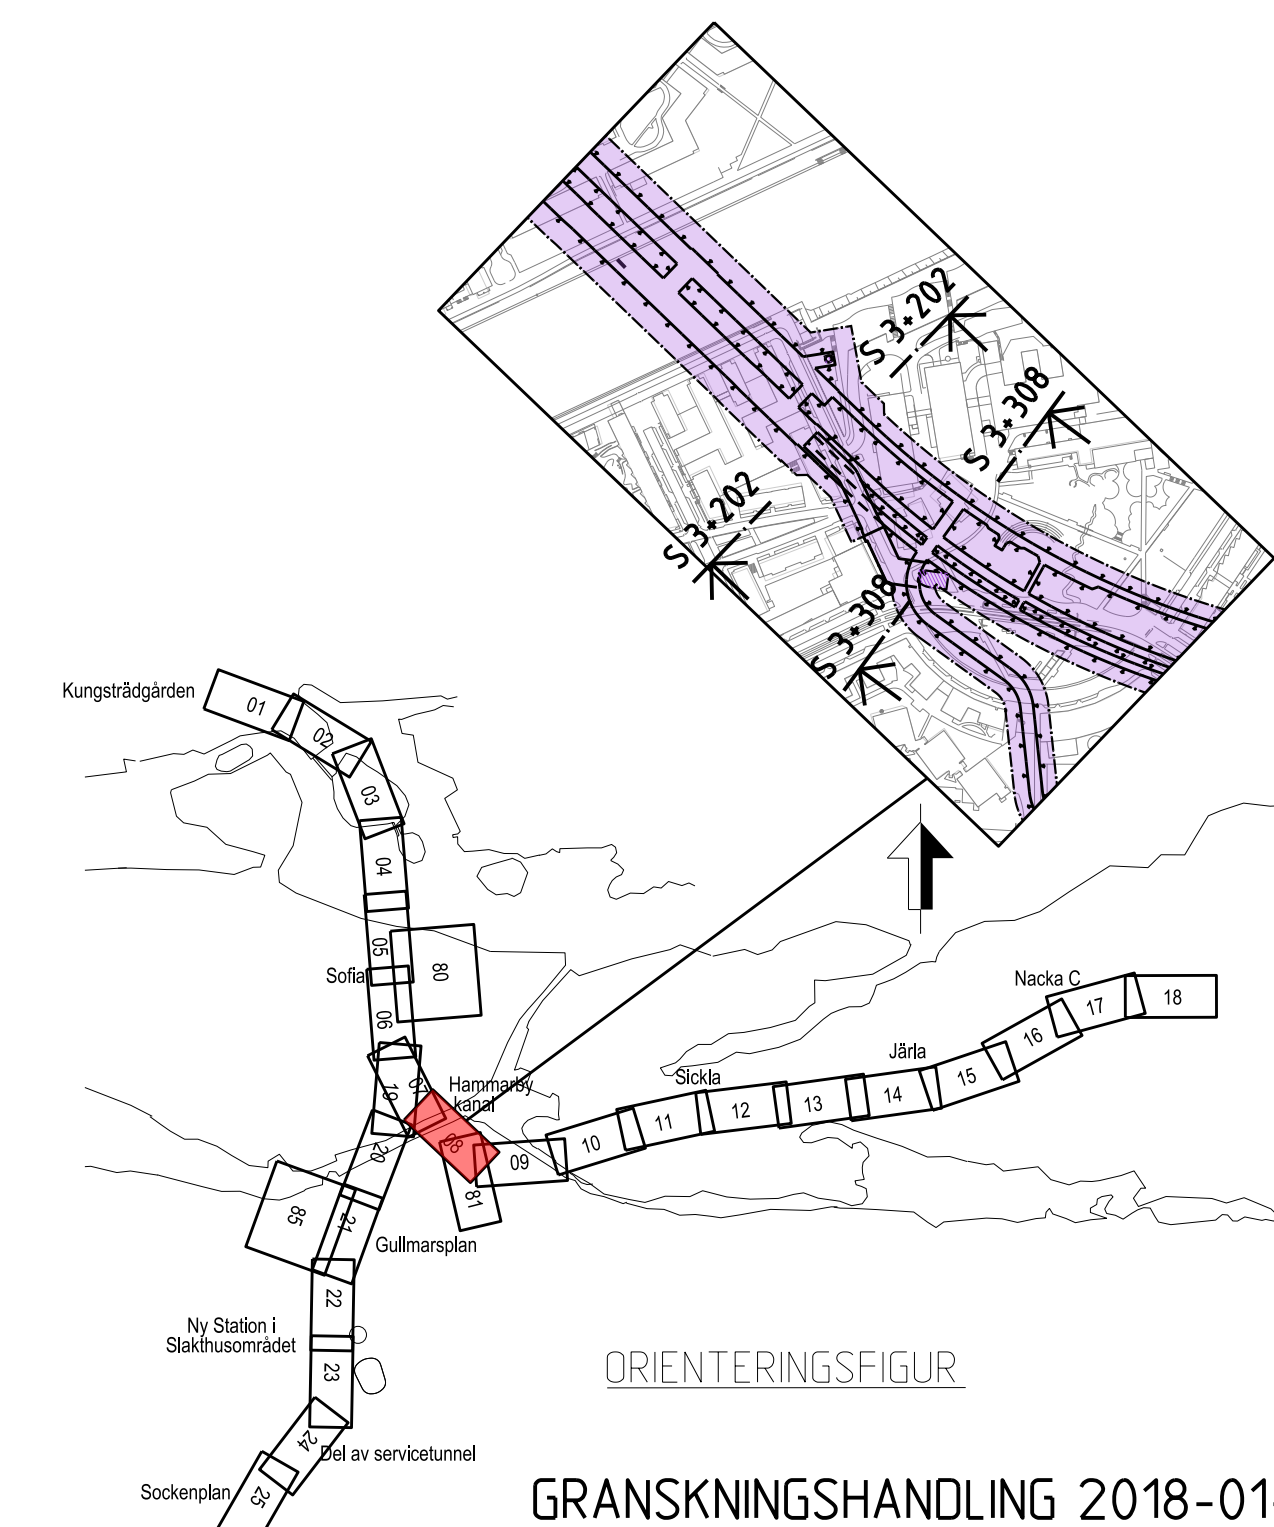 S 3+202
S 3+308
S 3+202
S 3+308
Kungsträdgården
01
02
03
04
05
80
Sofia
06
Nacka C
17
18
16
Järla
15
Sickla
14
13
12
11
10
07
19
Hammarby
kanal
08
09
20
81
85
21
Gullmarsplan
22
Ny Station i
Slakthusområdet
23
24
Del av servicetunnel
Sockenplan
25
ORIENTERINGSFIGUR
GRANSKNINGSHANDLING 2018-01-